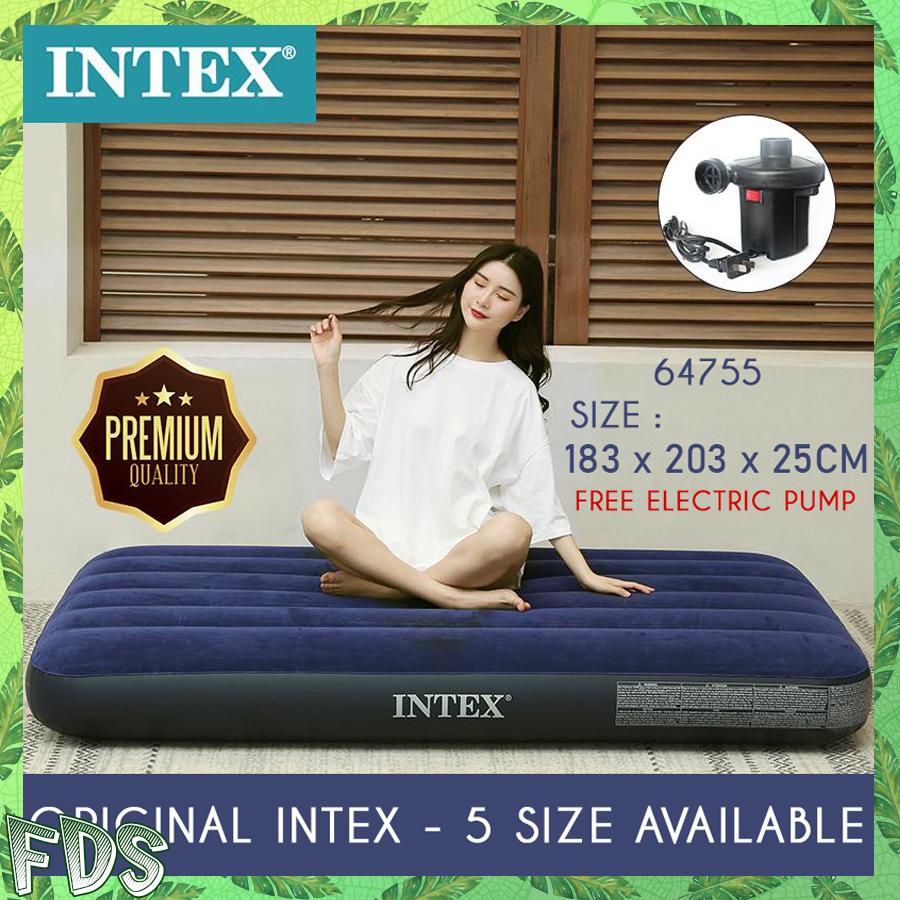 INTEX®
64755
SIZE :
183 x 203 x 25CM
FREE ELECTRIC PUMP
PREMIUM
QUALITY
INTEX®
ORIGINAL INTEX - 5 SIZE AVAILABLE
FDS